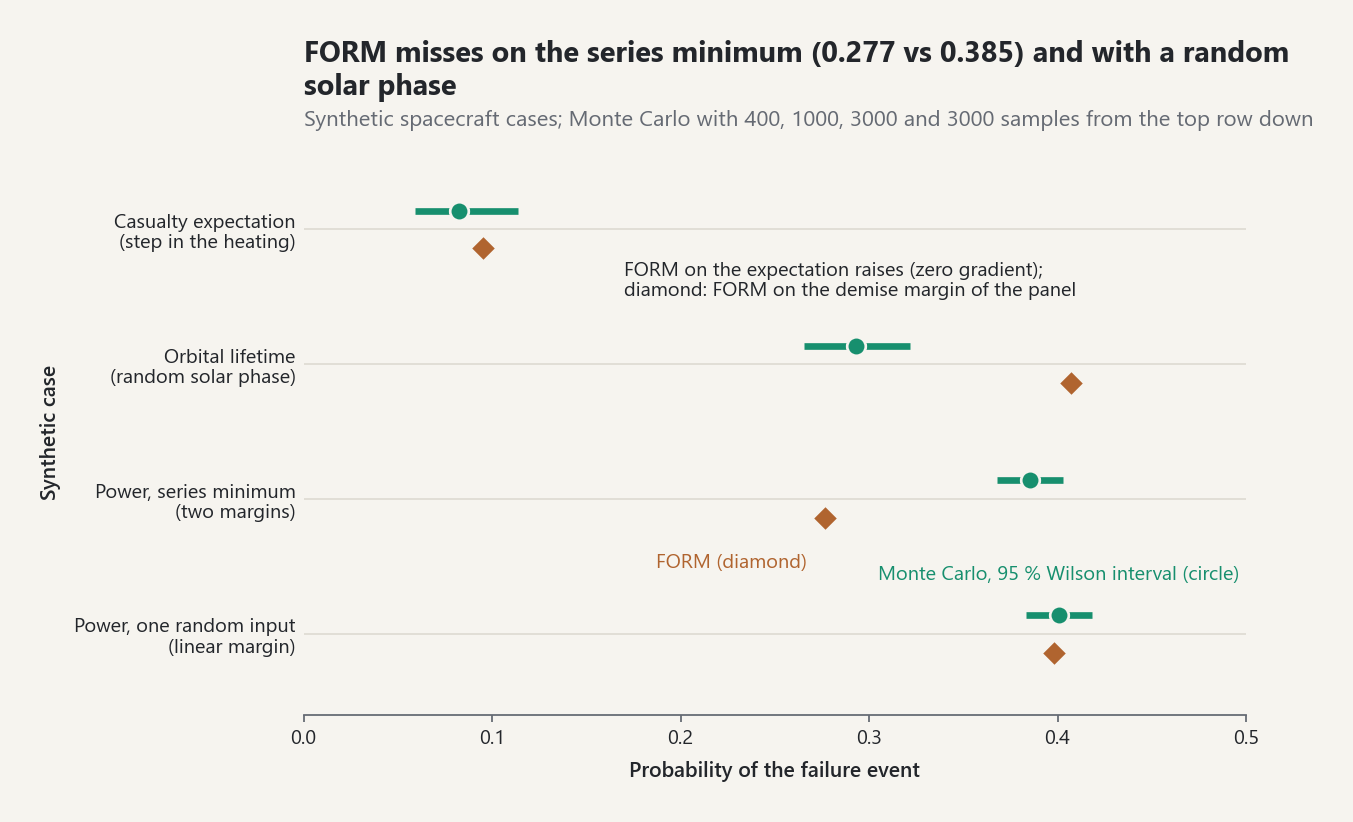 FORM misses on the series minimum (0.277 vs 0.385) and with a random
solar phase
Synthetic spacecraft cases; Monte Carlo with 400, 1000, 3000 and 3000 samples from the top row down
Casualty expectation
(step in the heating)
FORM on the expectation raises (zero gradient);
diamond: FORM on the demise margin of the panel
Orbital lifetime
(random solar phase)
Synthetic case
Power, series minimum
(two margins)
FORM (diamond)
Monte Carlo, 95 % Wilson interval (circle)
Power, one random input
(linear margin)
0.0 0.1 0.2 0.3 0.4 0.5
Probability of the failure event